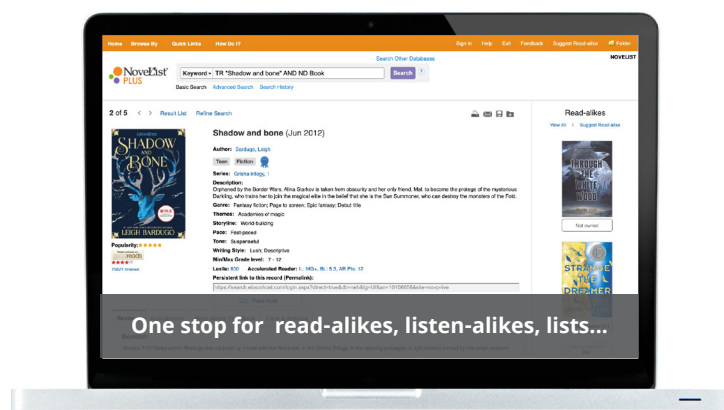 Home Browse By Quick Links How Do I? Sign In Help Exit Feedback Suggest Read-alike Folder
Search Other Databases NOVELIST
NoveList PLUS
Keyword TR "Shadow and bone" AND ND Book Search
Basic Search Advanced Search Search History
2 of 5 < > Result List Refine Search
Read-alikes
View All Suggest Read-alike
SHADOW AND BONE
LEIGH BARDUGO
Popularity:
reads
Shadow and bone (Jun 2012)
Author: Bardugo, Leigh
Teen Fiction
Series: Grisha trilogy, 1
Description:
Orphaned by the Border Wars, Alina Starkov is taken from obscurity and her only friend, Mal, to become the protege of the mysterious
Darkling, who trains her to join the magical elite in the belief that she is the Sun Summoner, who can destroy the monsters of the Fold.
Genre: Fantasy fiction; Page to screen; Epic fantasy; Debut title
Themes: Academies of magic
Storyline: World-building
Pace: Fast-paced
Tone: Suspenseful
Writing Style: Lush; Descriptive
Min/Max Grade level: 7 - 12
Persistent link to this record (Permalink):
THROUGH THE WHITE WOOD
Not owned
STRANGE THE DREAMER
One stop for read-alikes, listen-alikes, lists...